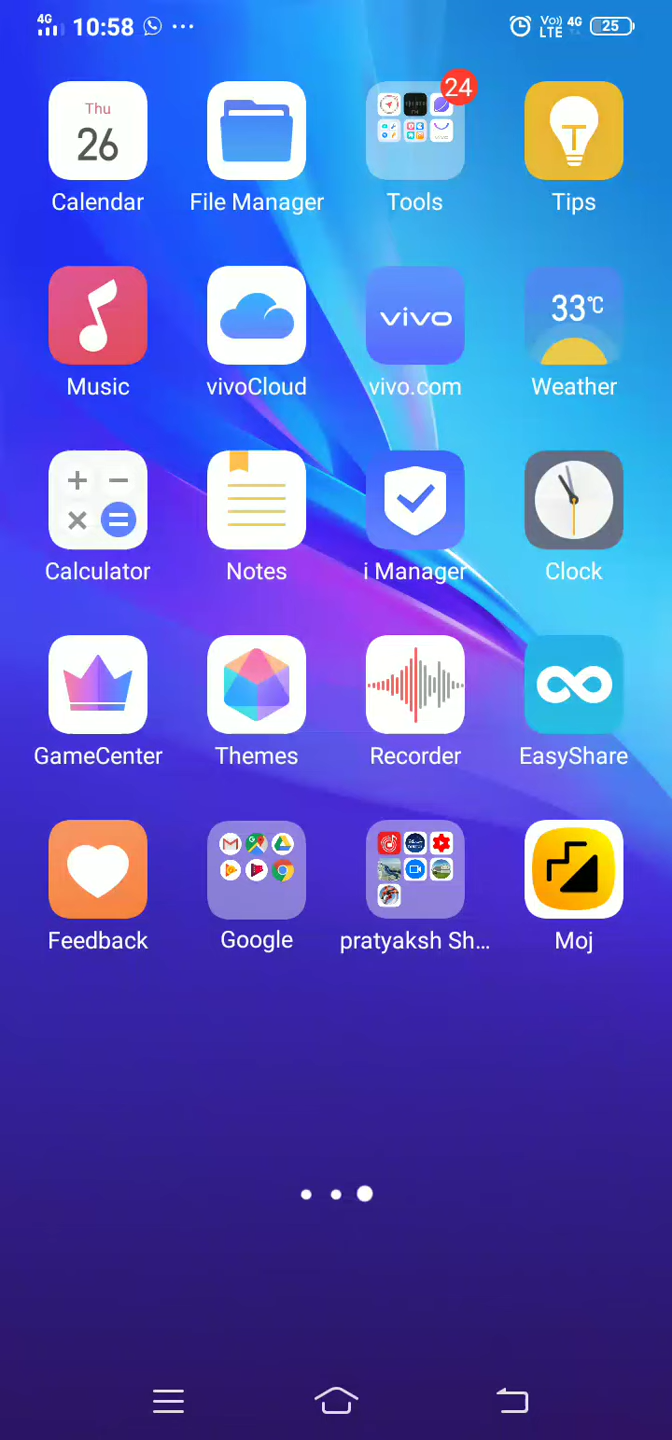 4G 10:58 ... Vo)) LTE 4G 25
Thu
26
24
T
Calendar File Manager Tools Tips
vivo 33°C
Music vivoCloud vivo.com Weather
+ −
× =
Calculator Notes i Manager Clock
GameCenter Themes Recorder EasyShare
Feedback Google pratyaksh Sh... Moj